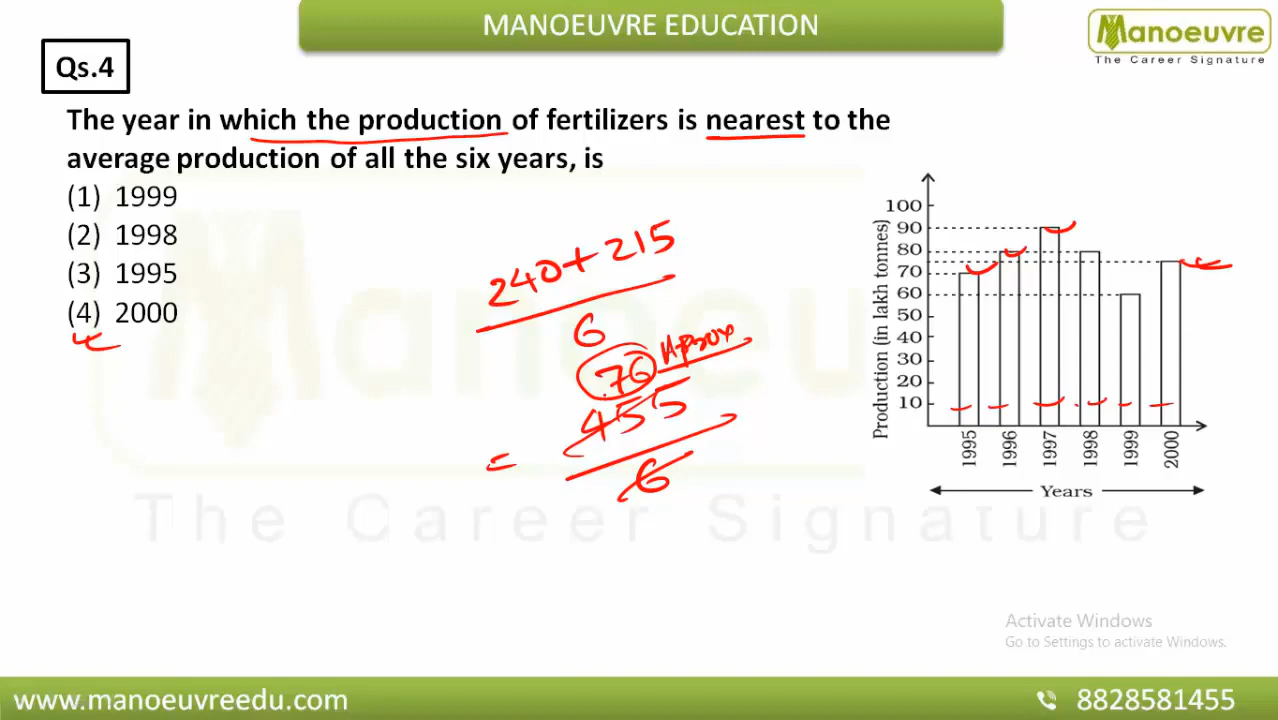 MANOEUVRE EDUCATION
Manoeuvre
The Career Signature
Qs.4
The year in which the production of fertilizers is nearest to the
average production of all the six years, is
(1) 1999
(2) 1998
(3) 1995
(4) 2000
240+215
6
76 Aprox
455
=
6
Production (in lakh tonnes)
100
90
80
70
60
50
40
30
20
10
1995
1996
1997
1998
1999
2000
Years
Manoeuvre
The Career Signature
Activate Windows
Go to Settings to activate Windows.
www.manoeuvreedu.com
8828581455